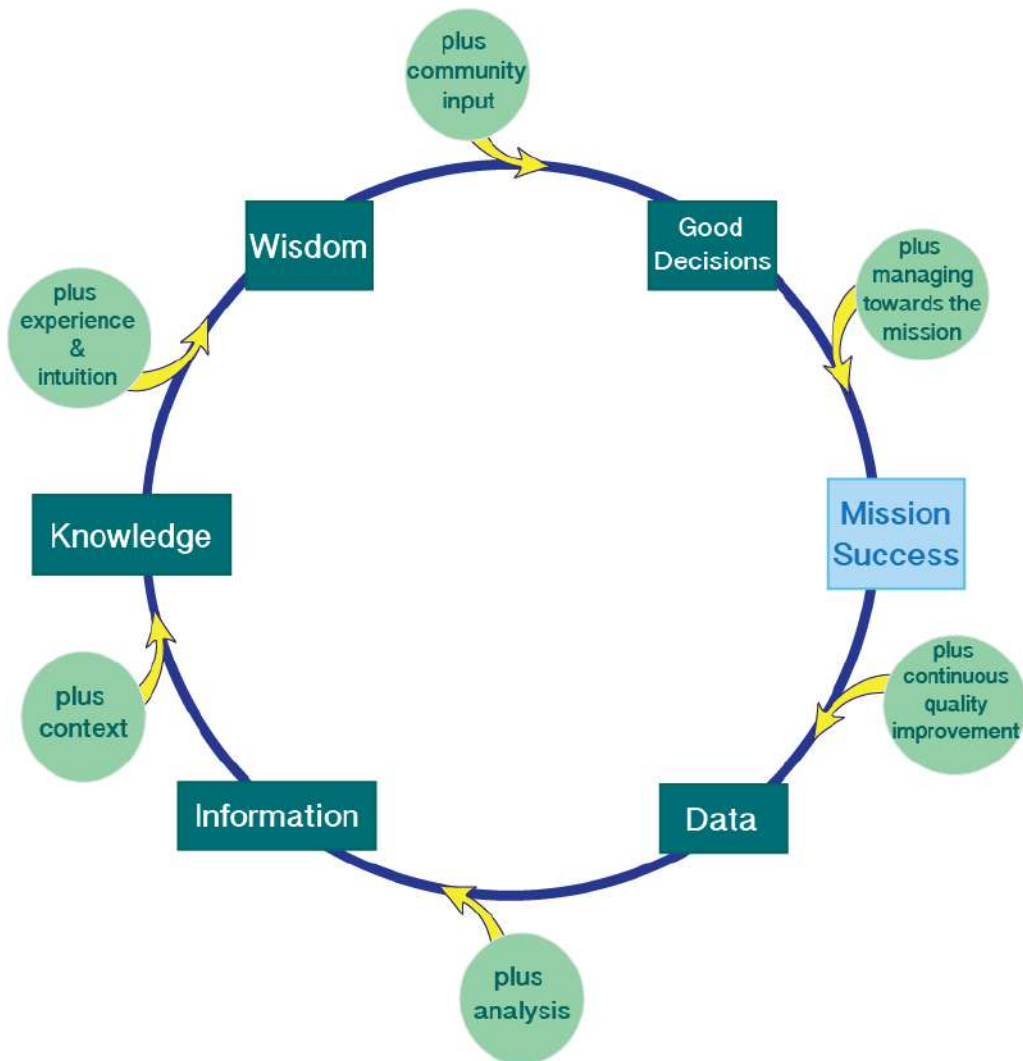 plus
community
input
Wisdom
Good
Decisions
plus
managing
towards the
mission
plus
experience
&
intuition
Knowledge
Mission
Success
plus
context
plus
continuous
quality
improvement
Information
Data
plus
analysis